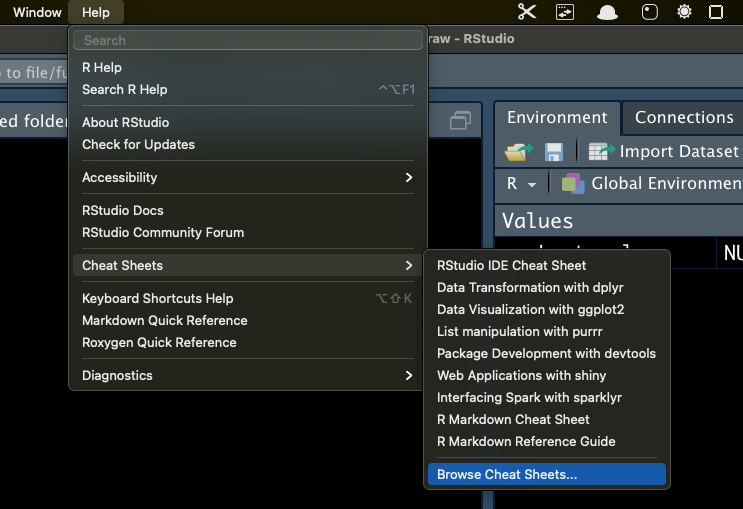 Window Help
raw - RStudio
Search
to file/fu
R Help
Search R Help ^⌥F1
ed folder
Environment Connections
About RStudio
Check for Updates
Import Dataset
Accessibility
R Global Environmen
RStudio Docs
RStudio Community Forum
Values
NU
Cheat Sheets
RStudio IDE Cheat Sheet
Data Transformation with dplyr
Data Visualization with ggplot2
List manipulation with purrr
Package Development with devtools
Web Applications with shiny
Interfacing Spark with sparklyr
R Markdown Cheat Sheet
R Markdown Reference Guide
Browse Cheat Sheets...
Keyboard Shortcuts Help ⌥⇧K
Markdown Quick Reference
Roxygen Quick Reference
Diagnostics